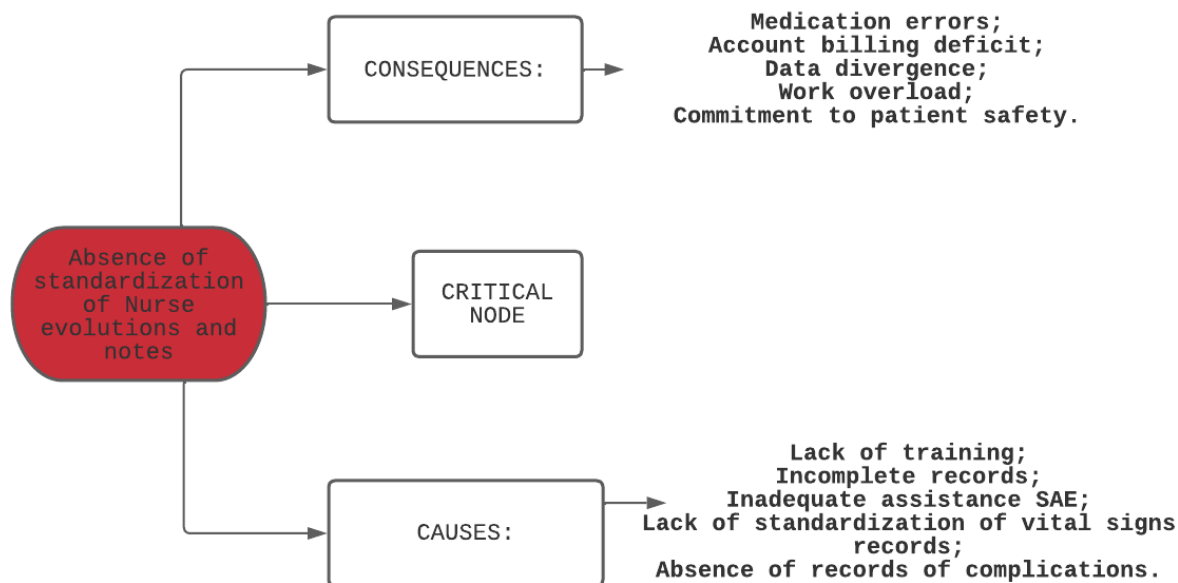 Medication errors;
Account billing deficit;
CONSEQUENCES:
Data divergence;
Work overload;
Commitment to patient safety.
Absence of
standardization
of Nurse
evolutions and
notes
CRITICAL
NODE
Lack of training;
Incomplete records;
Inadequate assistance SAE;
Lack of standardization of vital signs
records;
Absence of records of complications.
CAUSES: